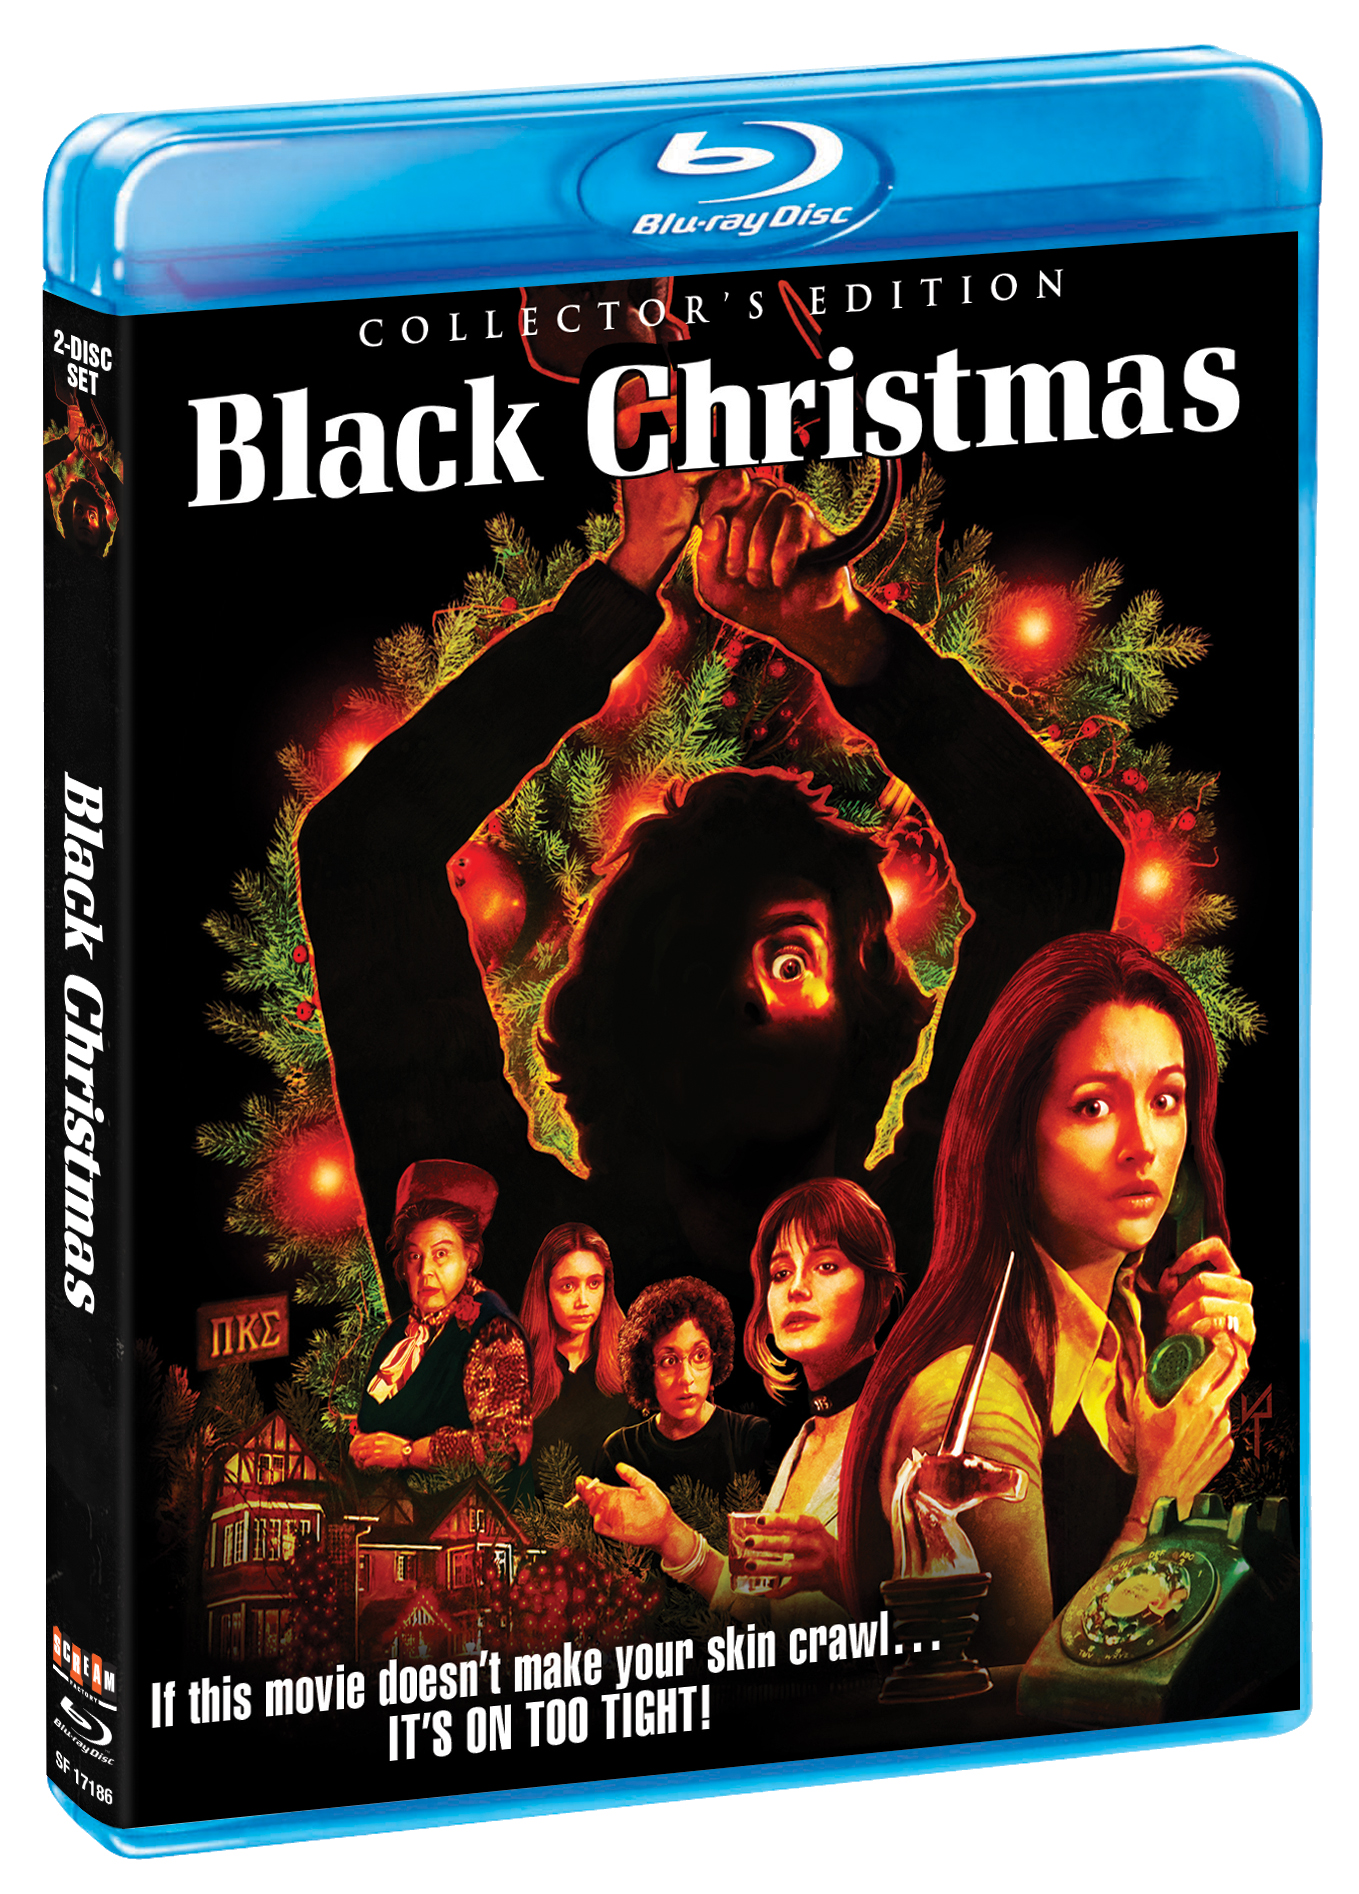 Blu-ray Disc
COLLECTOR'S EDITION
Black Christmas
ΠΚΣ
If this movie doesn't make your skin crawl...
IT'S ON TOO TIGHT!
2-DISC
SET
Black Christmas
SCREAM
FACTORY
Blu-ray Disc
SF 17186